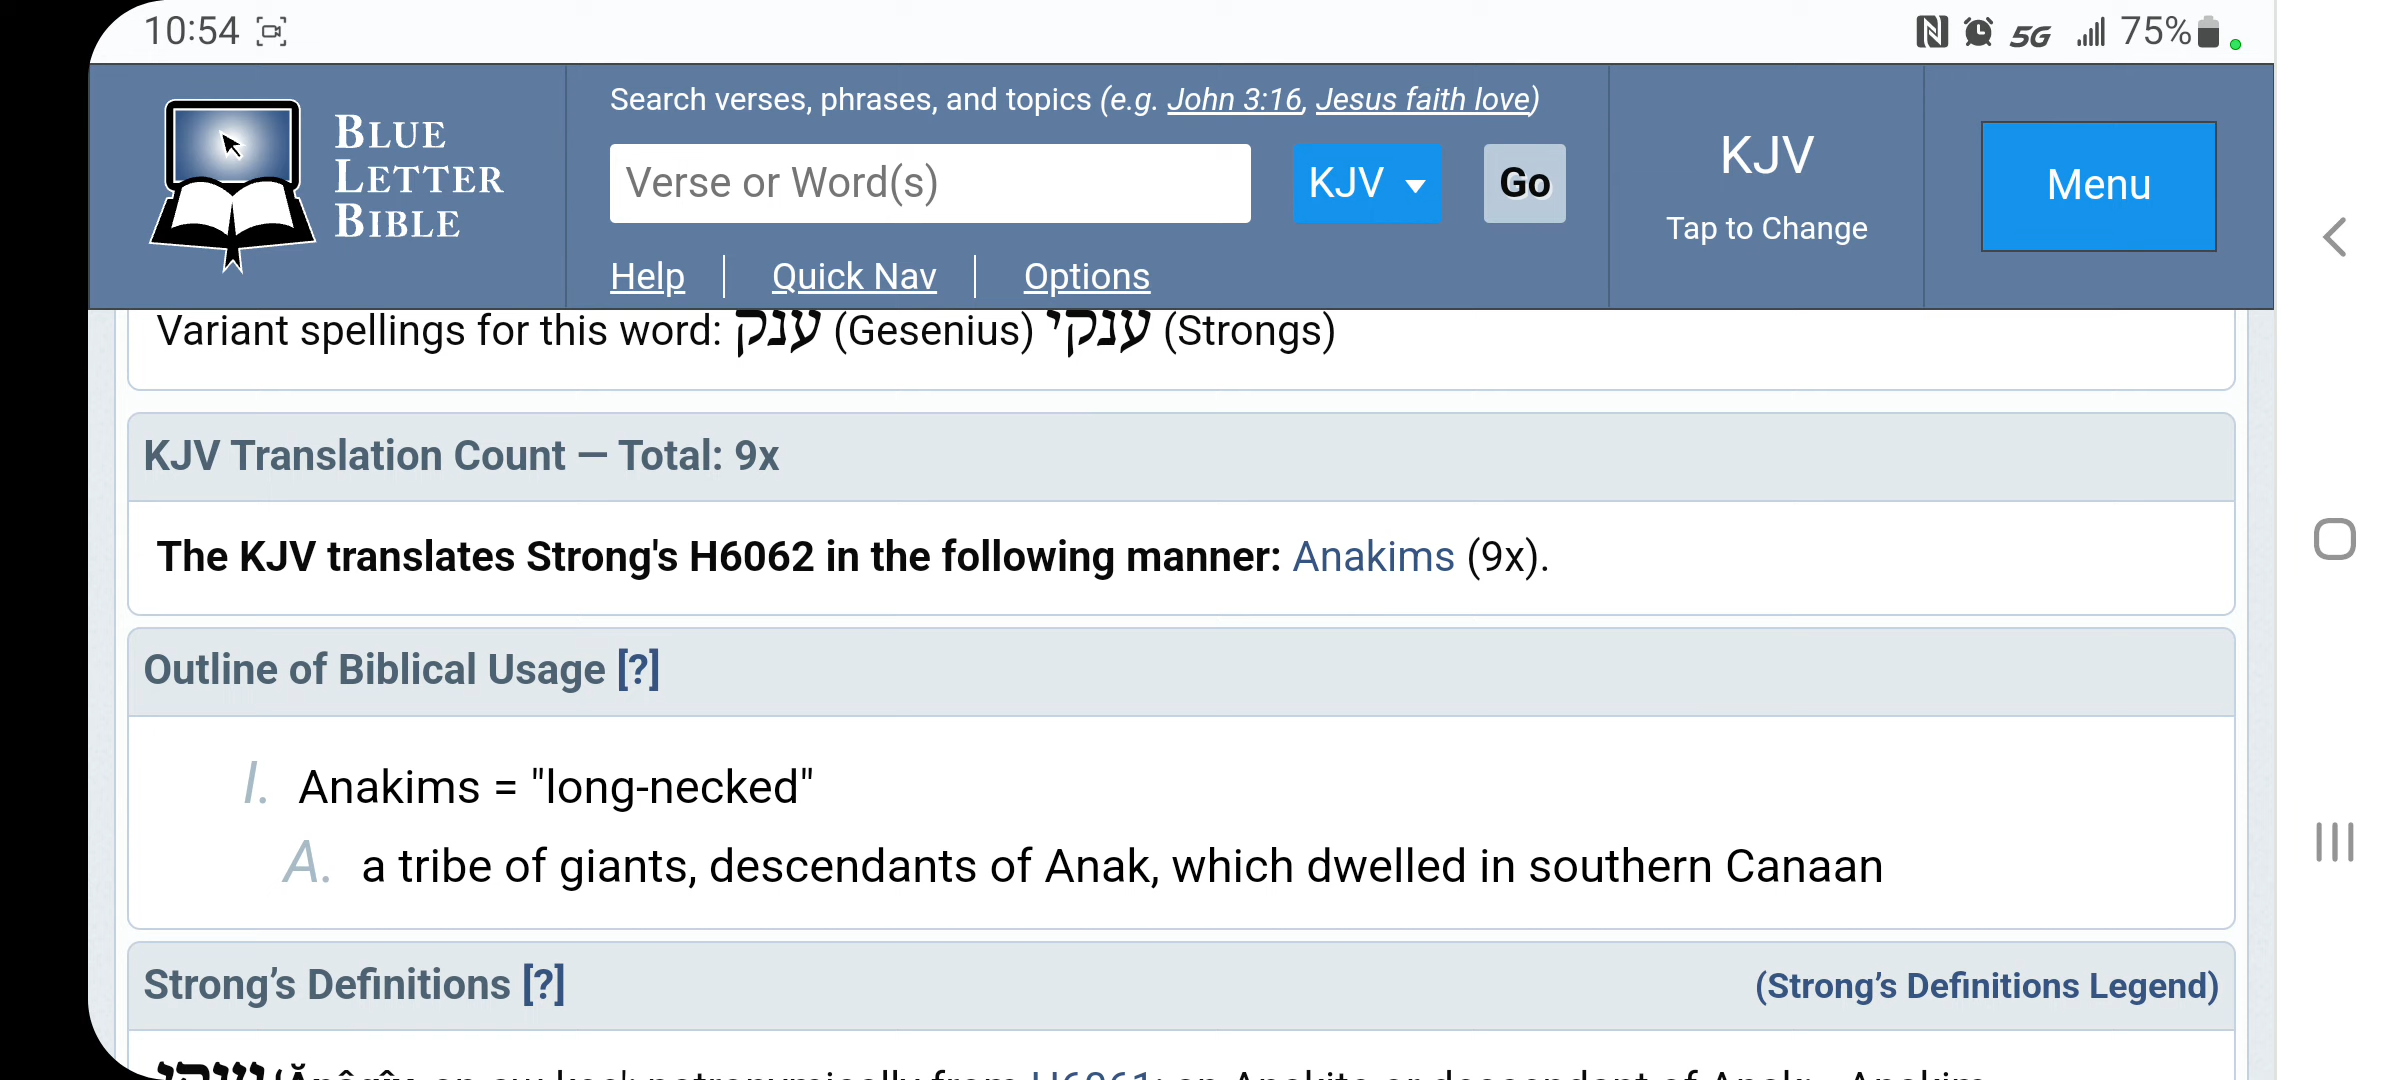 10:54
5G 75%
BLUE
LETTER
BIBLE
Search verses, phrases, and topics (e.g. John 3:16, Jesus faith love)
Verse or Word(s)
KJV
Go
Help
Quick Nav
Options
KJV
Tap to Change
Menu
Variant spellings for this word: ענק (Gesenius) ענקי (Strongs)
KJV Translation Count — Total: 9x
The KJV translates Strong's H6062 in the following manner: Anakims (9x).
Outline of Biblical Usage [?]
I. Anakims = "long-necked"
A. a tribe of giants, descendants of Anak, which dwelled in southern Canaan
Strong’s Definitions [?]
(Strong’s Definitions Legend)